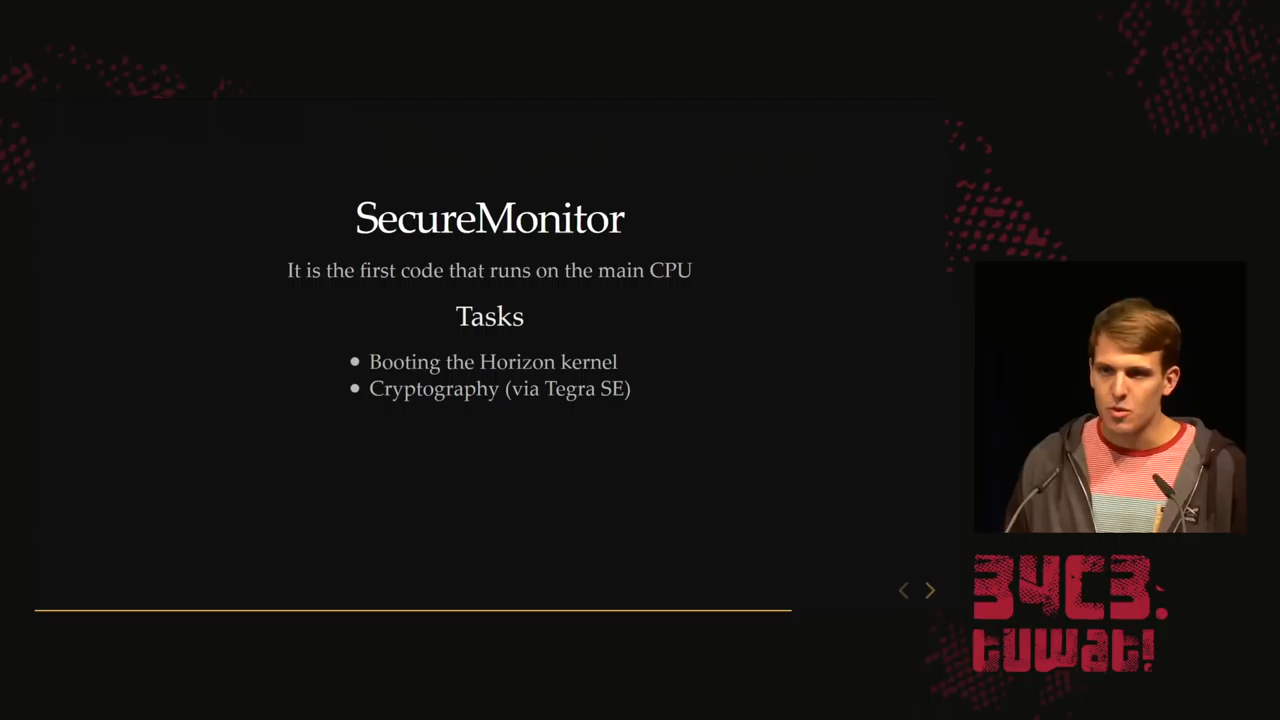 SecureMonitor
It is the first code that runs on the main CPU
Tasks
Booting the Horizon kernel
Cryptography (via Tegra SE)
34C3.
tuwat!